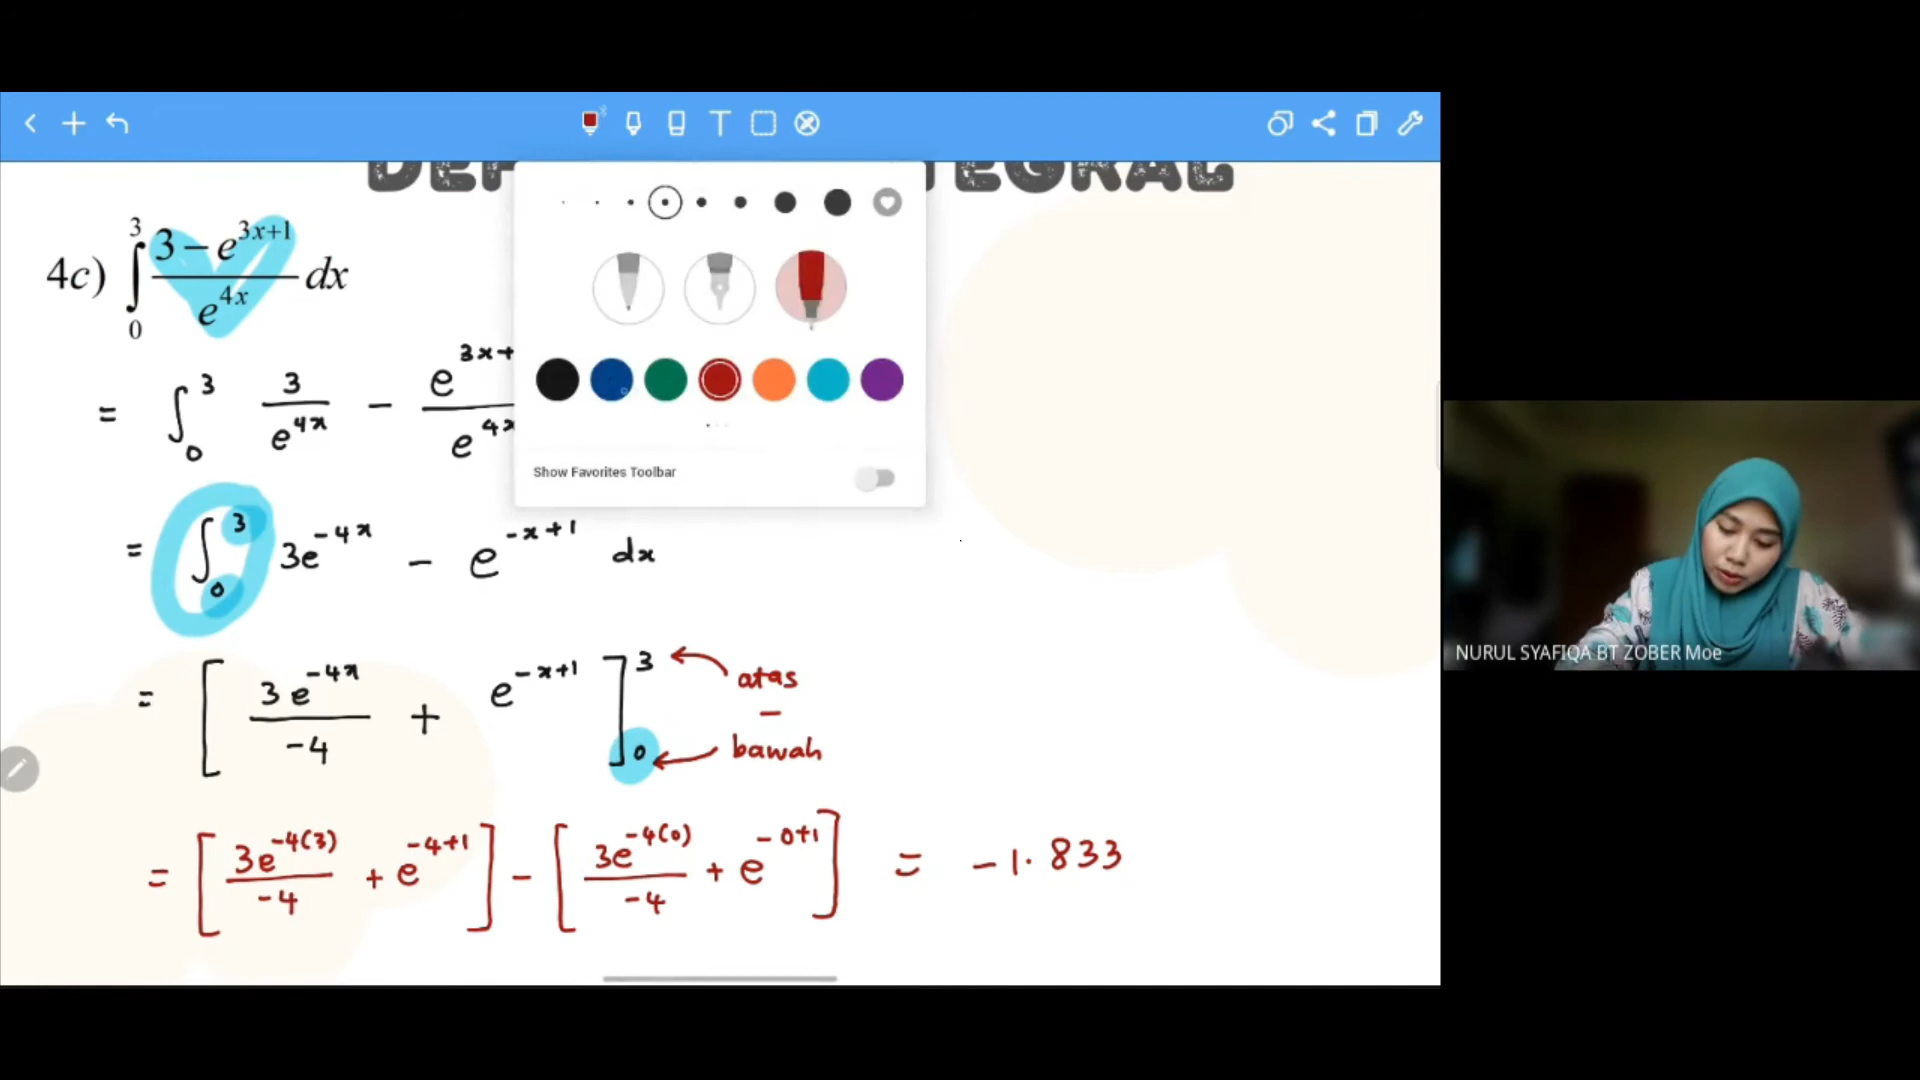 4c) ∫₀³ (3 − e^(3x+1))/e^(4x) dx
= ∫₀³ 3/e^(4x) − e^(3x+/e^(4x
Show Favorites Toolbar
= ∫₀³ 3e^(−4x) − e^(−x+1) dx
= [ 3e^(−4x)/−4 + e^(−x+1) ]₀³
atas
−
bawah
= [ 3e^(−4(3))/−4 + e^(−4+1) ] − [ 3e^(−4(0))/−4 + e^(−0+1) ] = −1.833
NURUL SYAFIQA BT ZOBER Moe